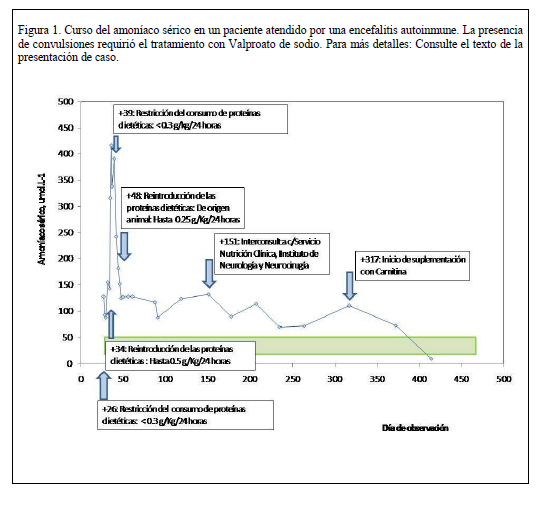 Figura 1. Curso del amoníaco sérico en un paciente atendido por una encefalitis autoinmune. La presencia
de convulsiones requirió el tratamiento con Valproato de sodio. Para más detalles: Consulte el texto de la
presentación de caso.
500
450
400
350
300
250
200
150
100
50
0
Amoníaco sérico, umol.L-1
+39: Restricción del consumo de proteínas
dietéticas: <0.3 g/kg/24 horas
+48: Reintroducción de las
proteínas dietéticas: De origen
animal: Hasta 0.25 g/Kg/24 horas
+151: Interconsulta c/Servicio
Nutrición Clínica, Instituto de
Neurología y Neurocirugía
+317: Inicio de suplementación
con Carnitina
+34: Reintroducción de las proteínas
dietéticas : Hasta 0.5 g/Kg/24 horas
0 50 100 150 200 250 300 350 400 450 500
+26: Restricción del consumo de proteínas
dietéticas: <0.3 g/Kg/24 horas
Día de observación